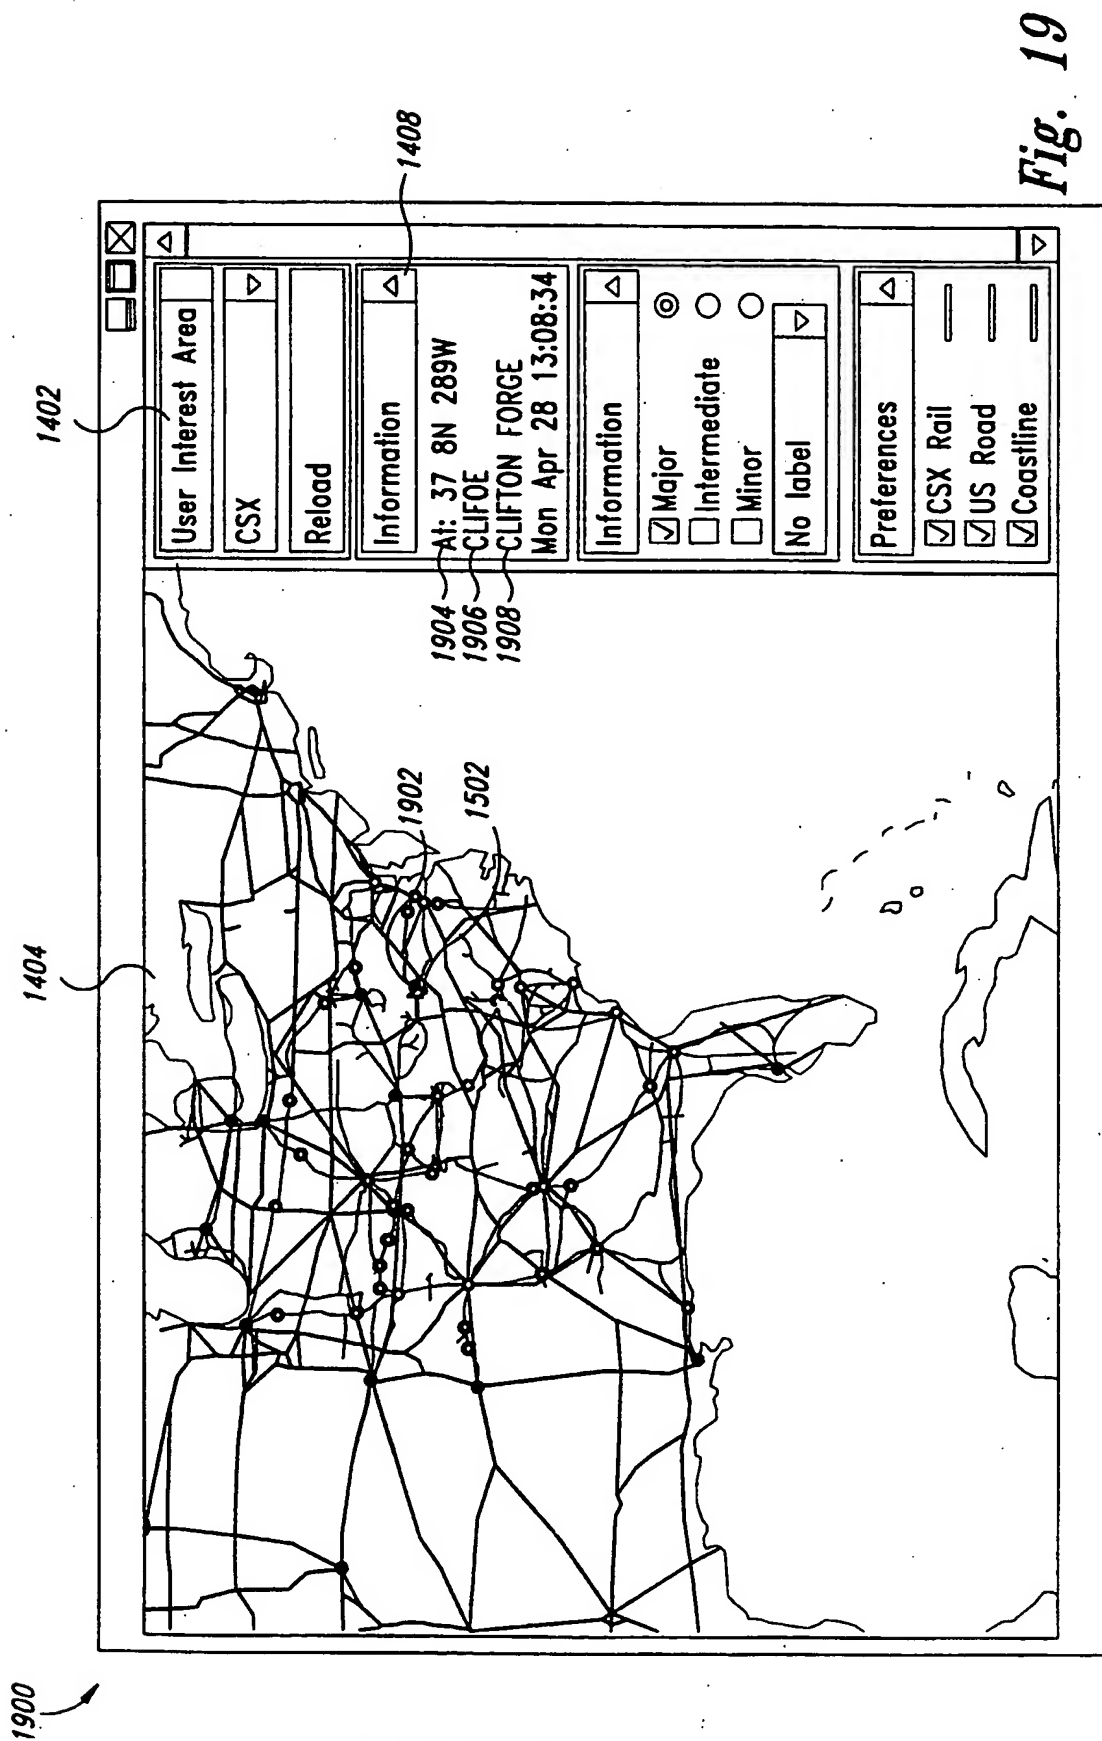 1900
1404
1402
User Interest Area
CSX
Reload
Information
1408
1904
At: 37 8N 289W
1906
CLIFOE
1908
CLIFTON FORGE
Mon Apr 28 13:08:34
1902
1502
Information
Major
Intermediate
Minor
No label
Preferences
CSX Rail
US Road
Coastline
Fig. 19